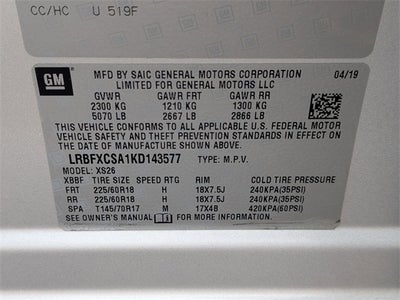 CC/HC U 519F
GM
MFD BY SAIC GENERAL MOTORS CORPORATION 04/19
LIMITED FOR GENERAL MOTORS LLC
GVWR GAWR FRT GAWR RR
2300 KG 1210 KG 1300 KG
5070 LB 2667 LB 2866 LB
THIS VEHICLE CONFORMS TO ALL APPLICABLE U.S. FEDERAL
MOTOR VEHICLE SAFETY, BUMPER, AND THEFT
PREVENTION STANDARDS IN EFFECT ON THE
DATE OF MANUFACTURE SHOWN ABOVE.
LRBFXCSA1KD143577 TYPE: M.P.V.
MODEL: XS26
XBBF TIRE SIZE SPEED RTG RIM COLD TIRE PRESSURE
FRT 225/60R18 H 18X7.5J 240KPA(35PSI)
RR 225/60R18 H 18X7.5J 240KPA(35PSI)
SPA T145/70R17 M 17X4B 420KPA(60PSI)
SEE OWNER'S MANUAL FOR MORE INFORMATION.